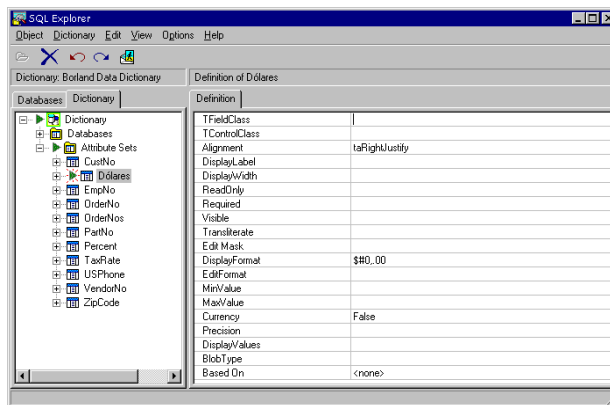 SQL Explorer
Object Dictionary Edit View Options Help
Dictionary: Borland Data Dictionary
Definition of Dólares
Databases Dictionary
Definition
Dictionary
Databases
Attribute Sets
CustNo
Dólares
EmpNo
OrderNo
OrderNos
PartNo
Percent
TaxRate
USPhone
VendorNo
ZipCode
TFieldClass
TControlClass
Alignment taRightJustify
DisplayLabel
DisplayWidth
ReadOnly
Required
Visible
Transliterate
Edit Mask
DisplayFormat $#0,.00
EditFormat
MinValue
MaxValue
Currency False
Precision
DisplayValues
BlobType
Based On <none>